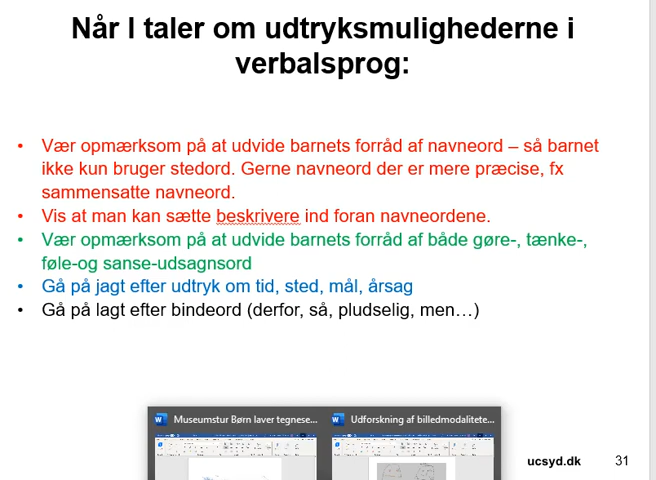 Når I taler om udtryksmulighederne i
verbalsprog:
• Vær opmærksom på at udvide barnets forråd af navneord – så barnet
ikke kun bruger stedord. Gerne navneord der er mere præcise, fx
sammensatte navneord.
• Vis at man kan sætte beskrivere ind foran navneordene.
• Vær opmærksom på at udvide barnets forråd af både gøre-, tænke-,
føle-og sanse-udsagnsord
• Gå på jagt efter udtryk om tid, sted, mål, årsag
• Gå på lagt efter bindeord (derfor, så, pludselig, men…)
Museumstur Børn laver tegnese... Udforskning af billedmodalitete...
ucsyd.dk 31